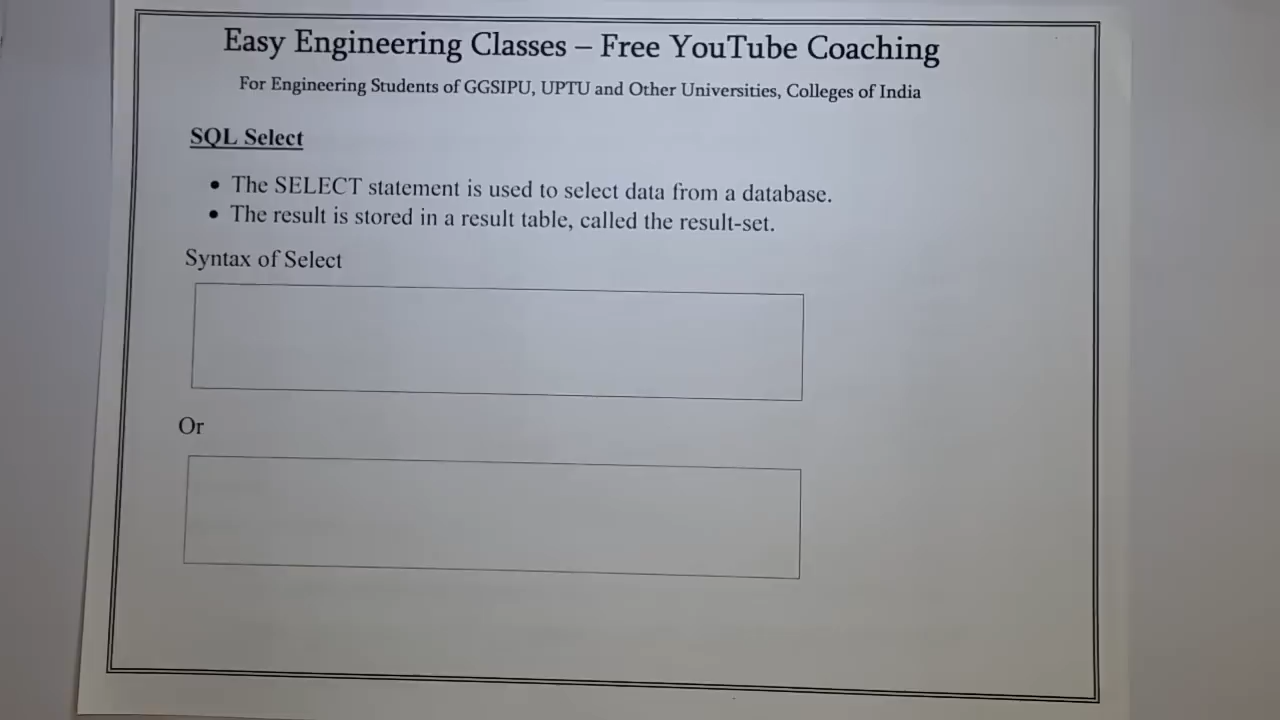 Easy Engineering Classes – Free YouTube Coaching
For Engineering Students of GGSIPU, UPTU and Other Universities, Colleges of India
SQL Select
• The SELECT statement is used to select data from a database.
• The result is stored in a result table, called the result-set.
Syntax of Select
Or